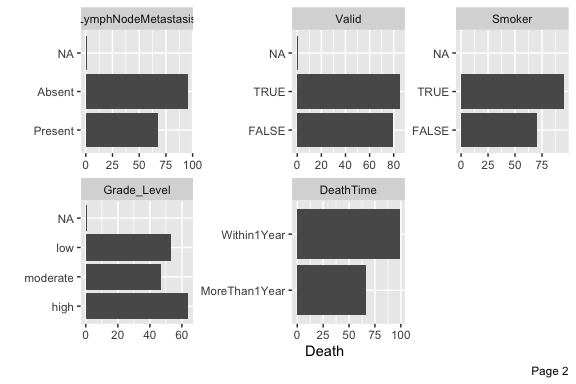 LymphNodeMetastasis
NA
Absent
Present
0 25 50 75 100
Valid
NA
TRUE
FALSE
0 20 40 60 80
Smoker
NA
TRUE
FALSE
0 25 50 75
Grade_Level
NA
low
moderate
high
0 20 40 60
DeathTime
Within1Year
MoreThan1Year
0 25 50 75 100
Death
Page 2